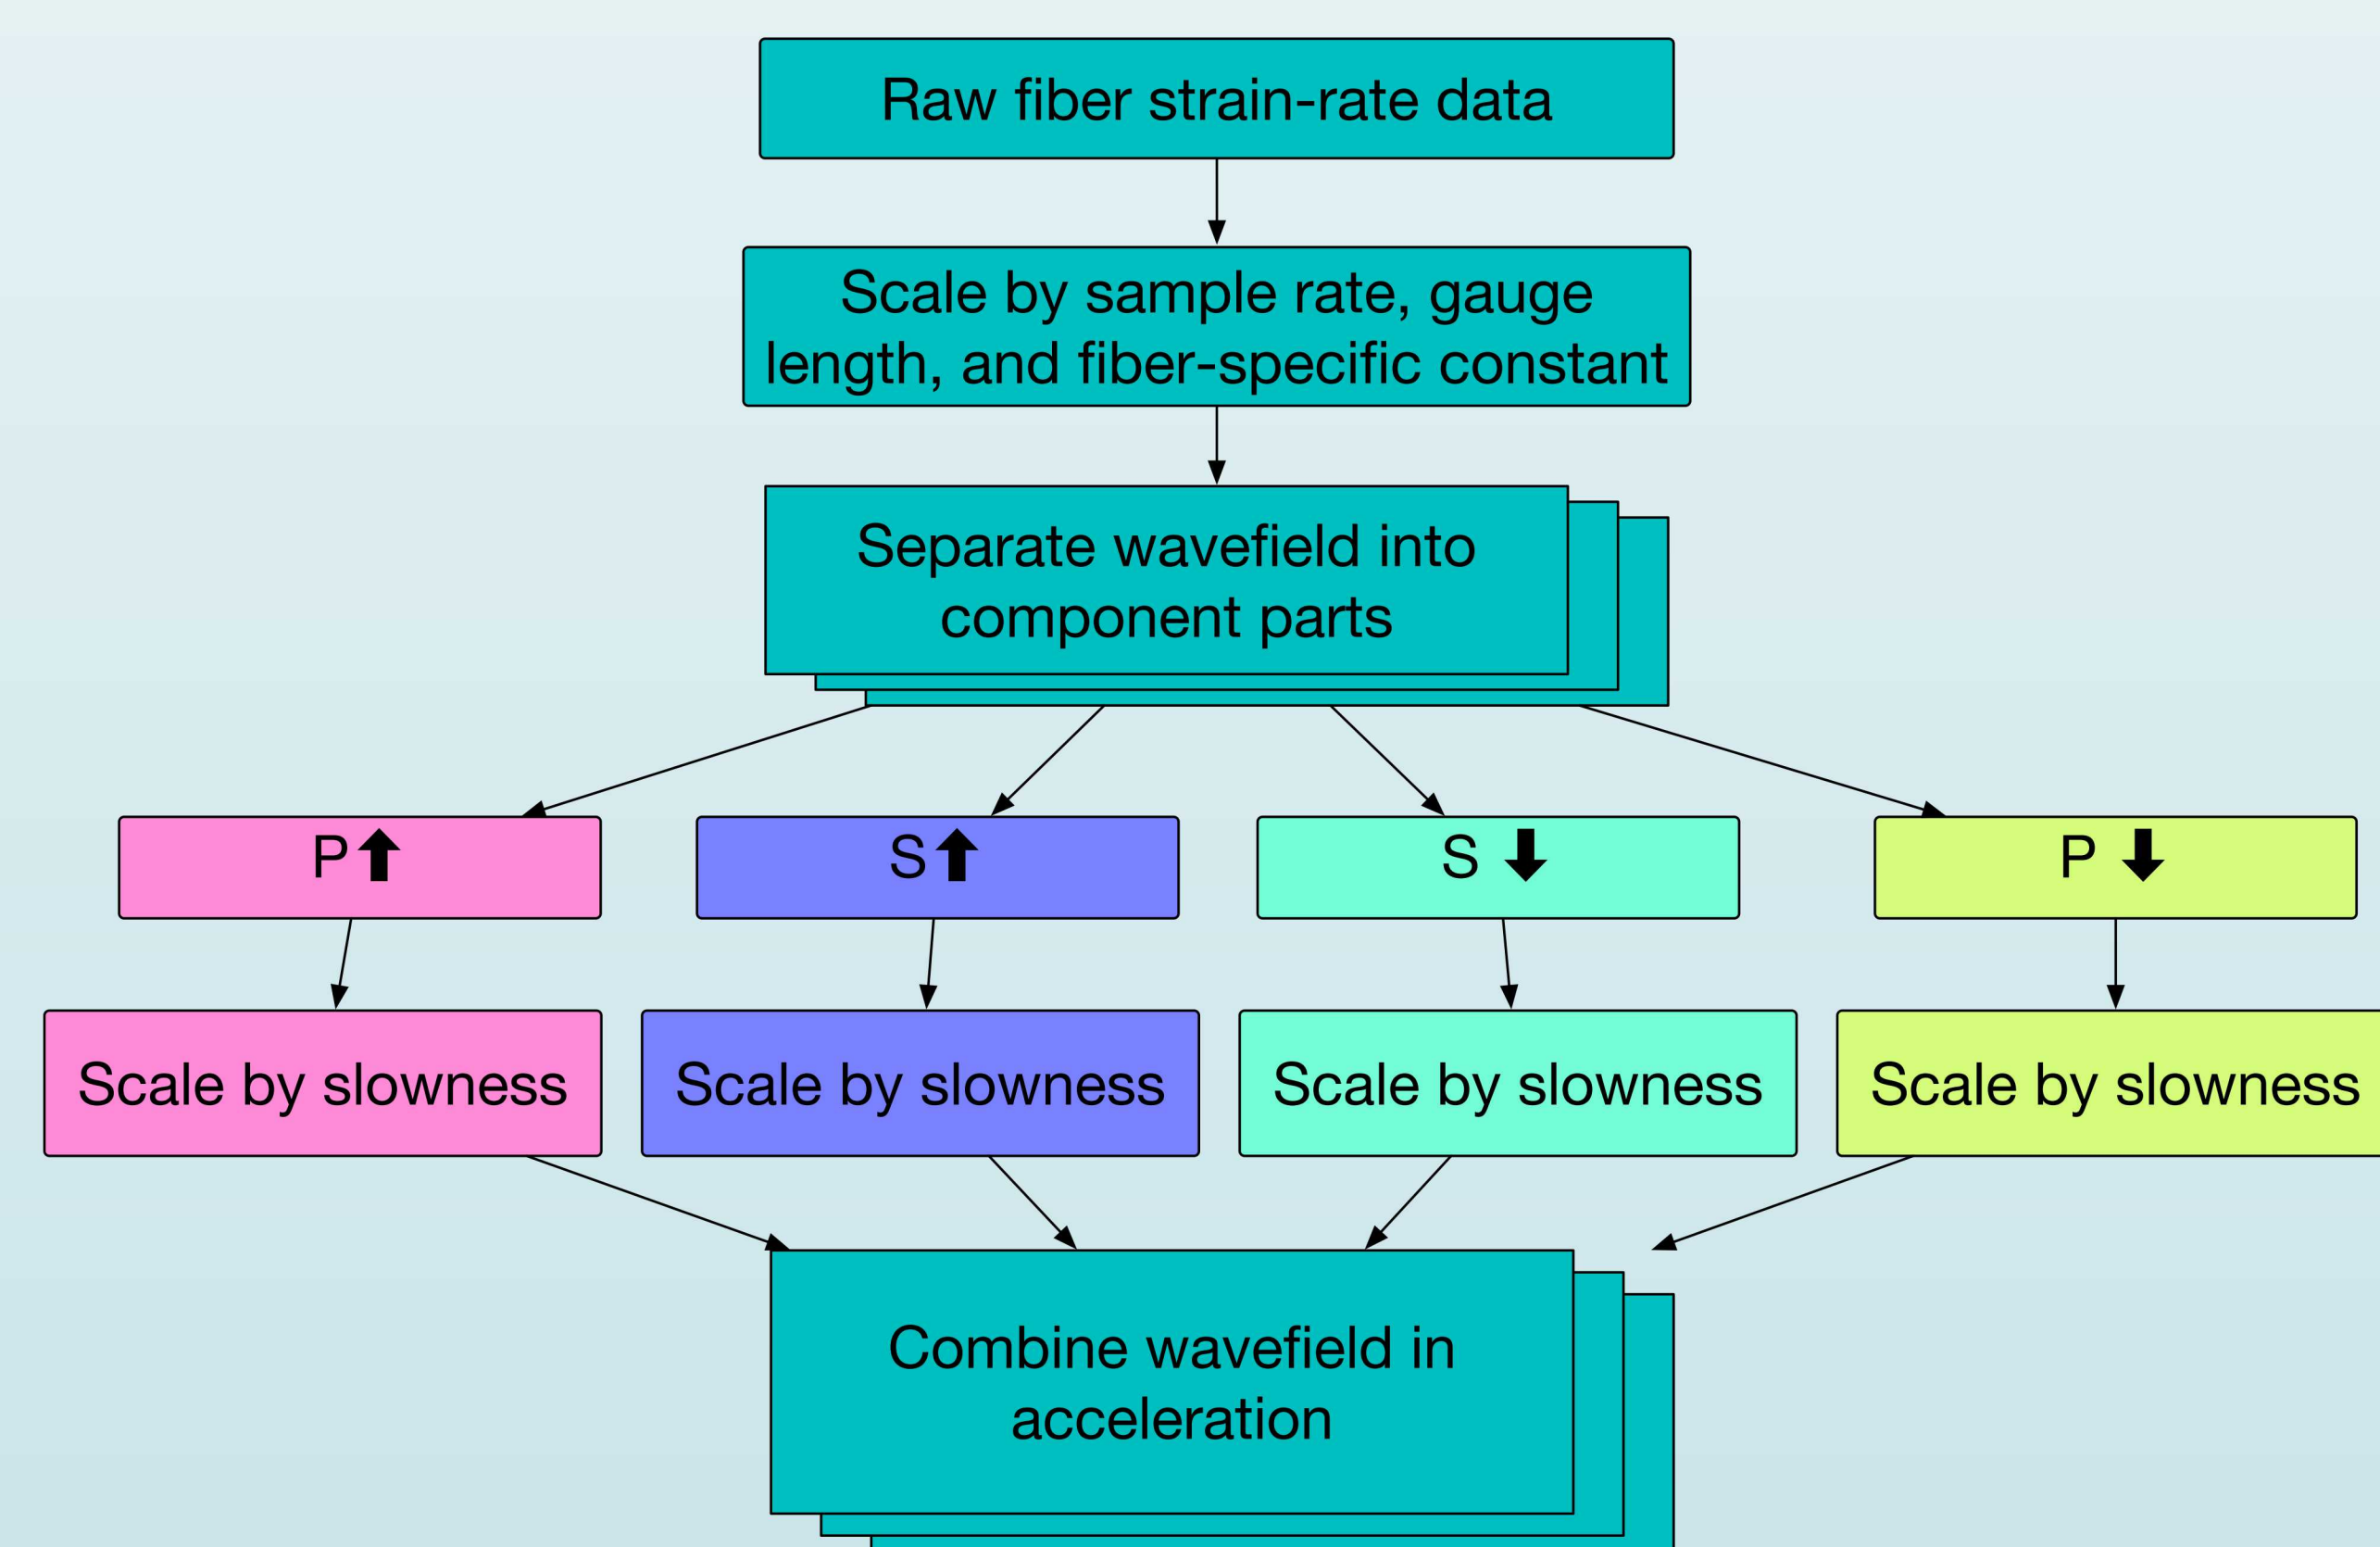 Raw fiber strain-rate data
Scale by sample rate, gauge
length, and fiber-specific constant
Separate wavefield into
component parts
P⬆
S⬆
S ⬇
P ⬇
Scale by slowness
Scale by slowness
Scale by slowness
Scale by slowness
Combine wavefield in
acceleration